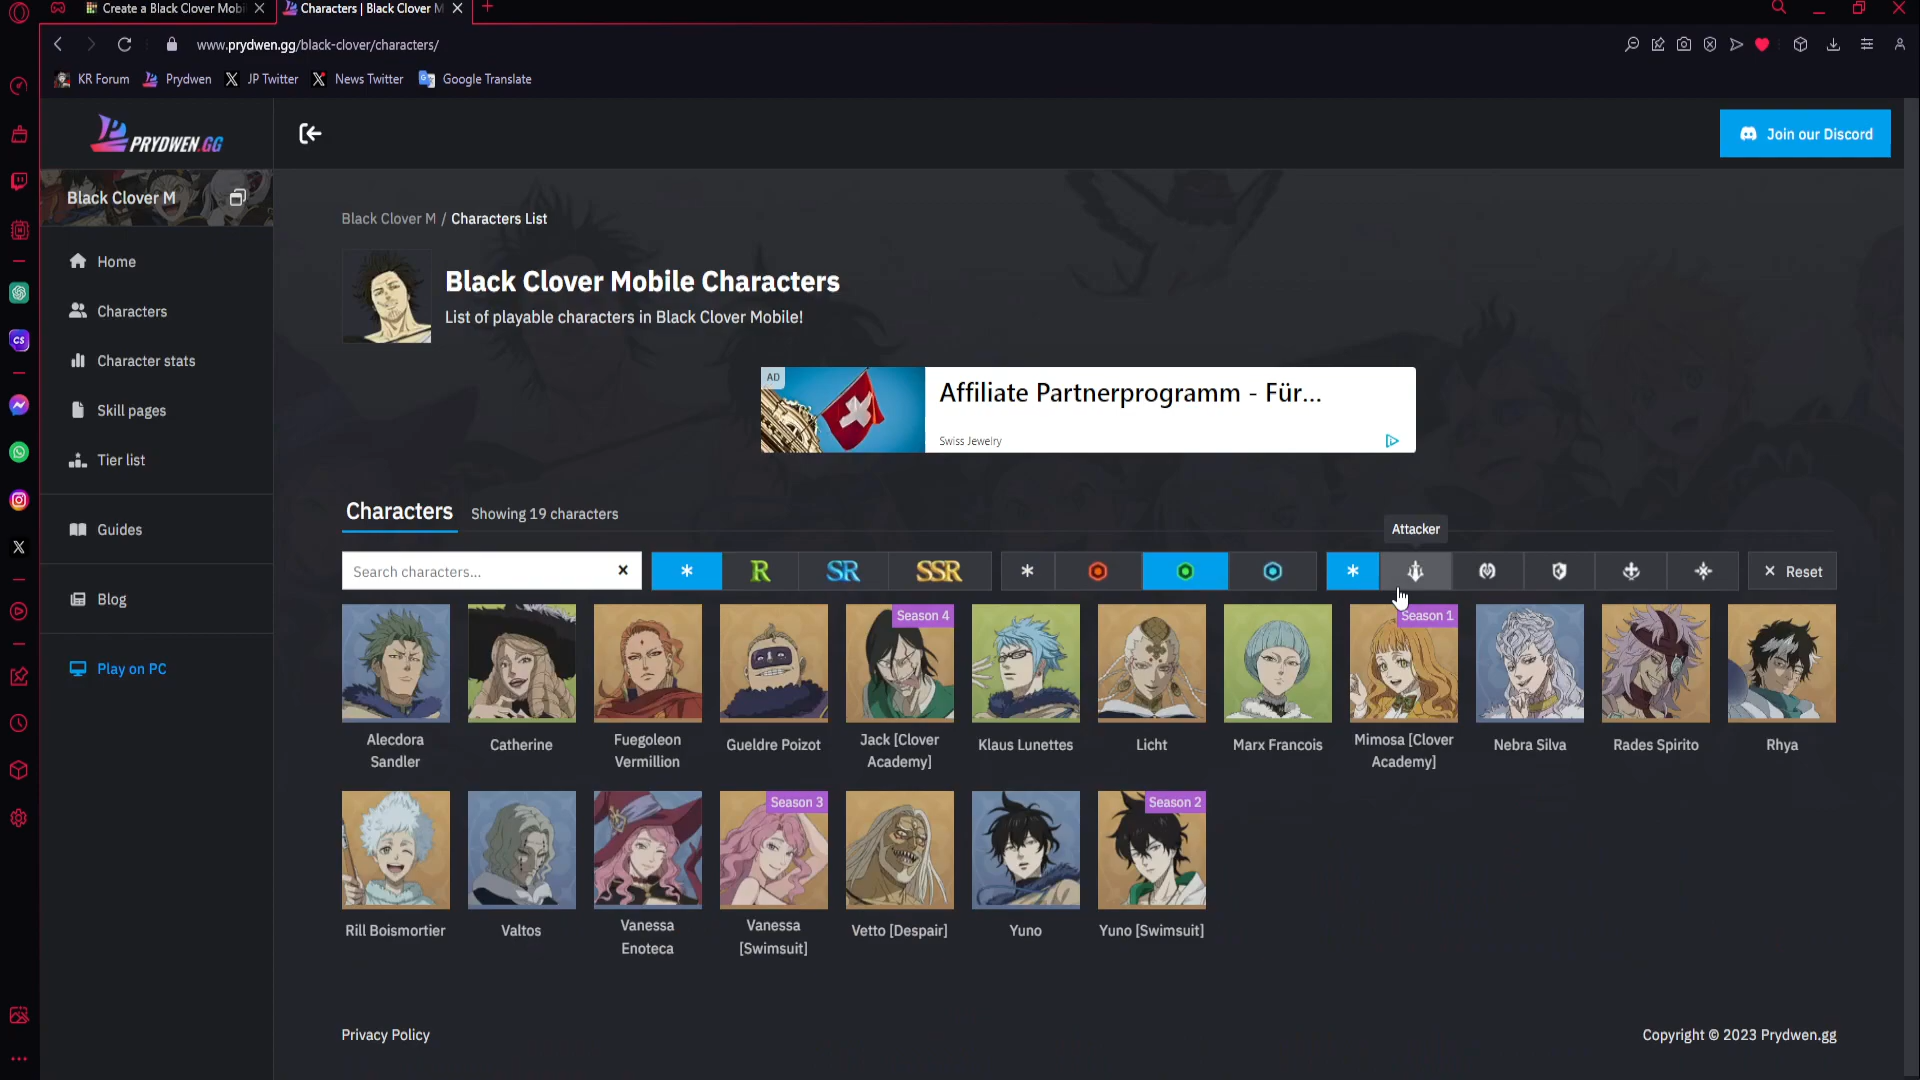 Create a Black Clover Mobi
Characters | Black Clover M
www.prydwen.gg/black-clover/characters/
KR Forum
Prydwen
JP Twitter
News Twitter
Google Translate
PRYDWEN.GG
Join our Discord
Black Clover M
Black Clover M / Characters List
Home
Characters
Character stats
Skill pages
Tier list
Guides
Blog
Play on PC
Black Clover Mobile Characters
List of playable characters in Black Clover Mobile!
AD
Affiliate Partnerprogramm - Für...
Swiss Jewelry
Characters
Showing 19 characters
Attacker
Search characters...
R
SR
SSR
Reset
Season 4
Season 1
Alecdora
Sandler
Catherine
Fuegoleon
Vermillion
Gueldre Poizot
Jack [Clover
Academy]
Klaus Lunettes
Licht
Marx Francois
Mimosa [Clover
Academy]
Nebra Silva
Rades Spirito
Rhya
Season 3
Season 2
Rill Boismortier
Valtos
Vanessa
Enoteca
Vanessa
[Swimsuit]
Vetto [Despair]
Yuno
Yuno [Swimsuit]
Privacy Policy
Copyright © 2023 Prydwen.gg
CS